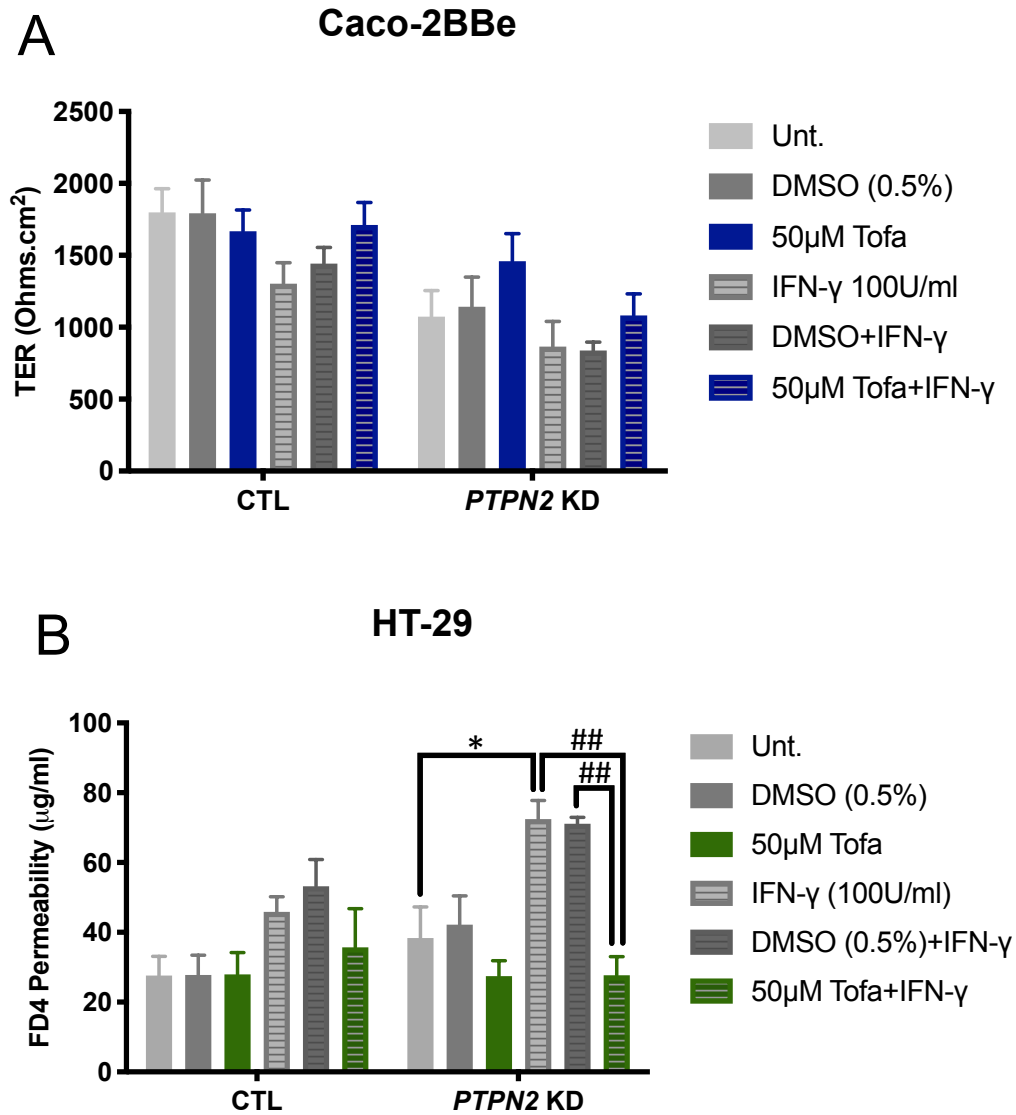 A
Caco-2BBe
TER (Ohms.cm²)
2500
2000
1500
1000
500
0
CTL
PTPN2 KD
Unt.
DMSO (0.5%)
50µM Tofa
IFN-γ 100U/ml
DMSO+IFN-γ
50µM Tofa+IFN-γ
B
HT-29
FD4 Permeability (µg/ml)
100
80
60
40
20
0
*
##
##
CTL
PTPN2 KD
Unt.
DMSO (0.5%)
50µM Tofa
IFN-γ (100U/ml)
DMSO (0.5%)+IFN-γ
50µM Tofa+IFN-γ